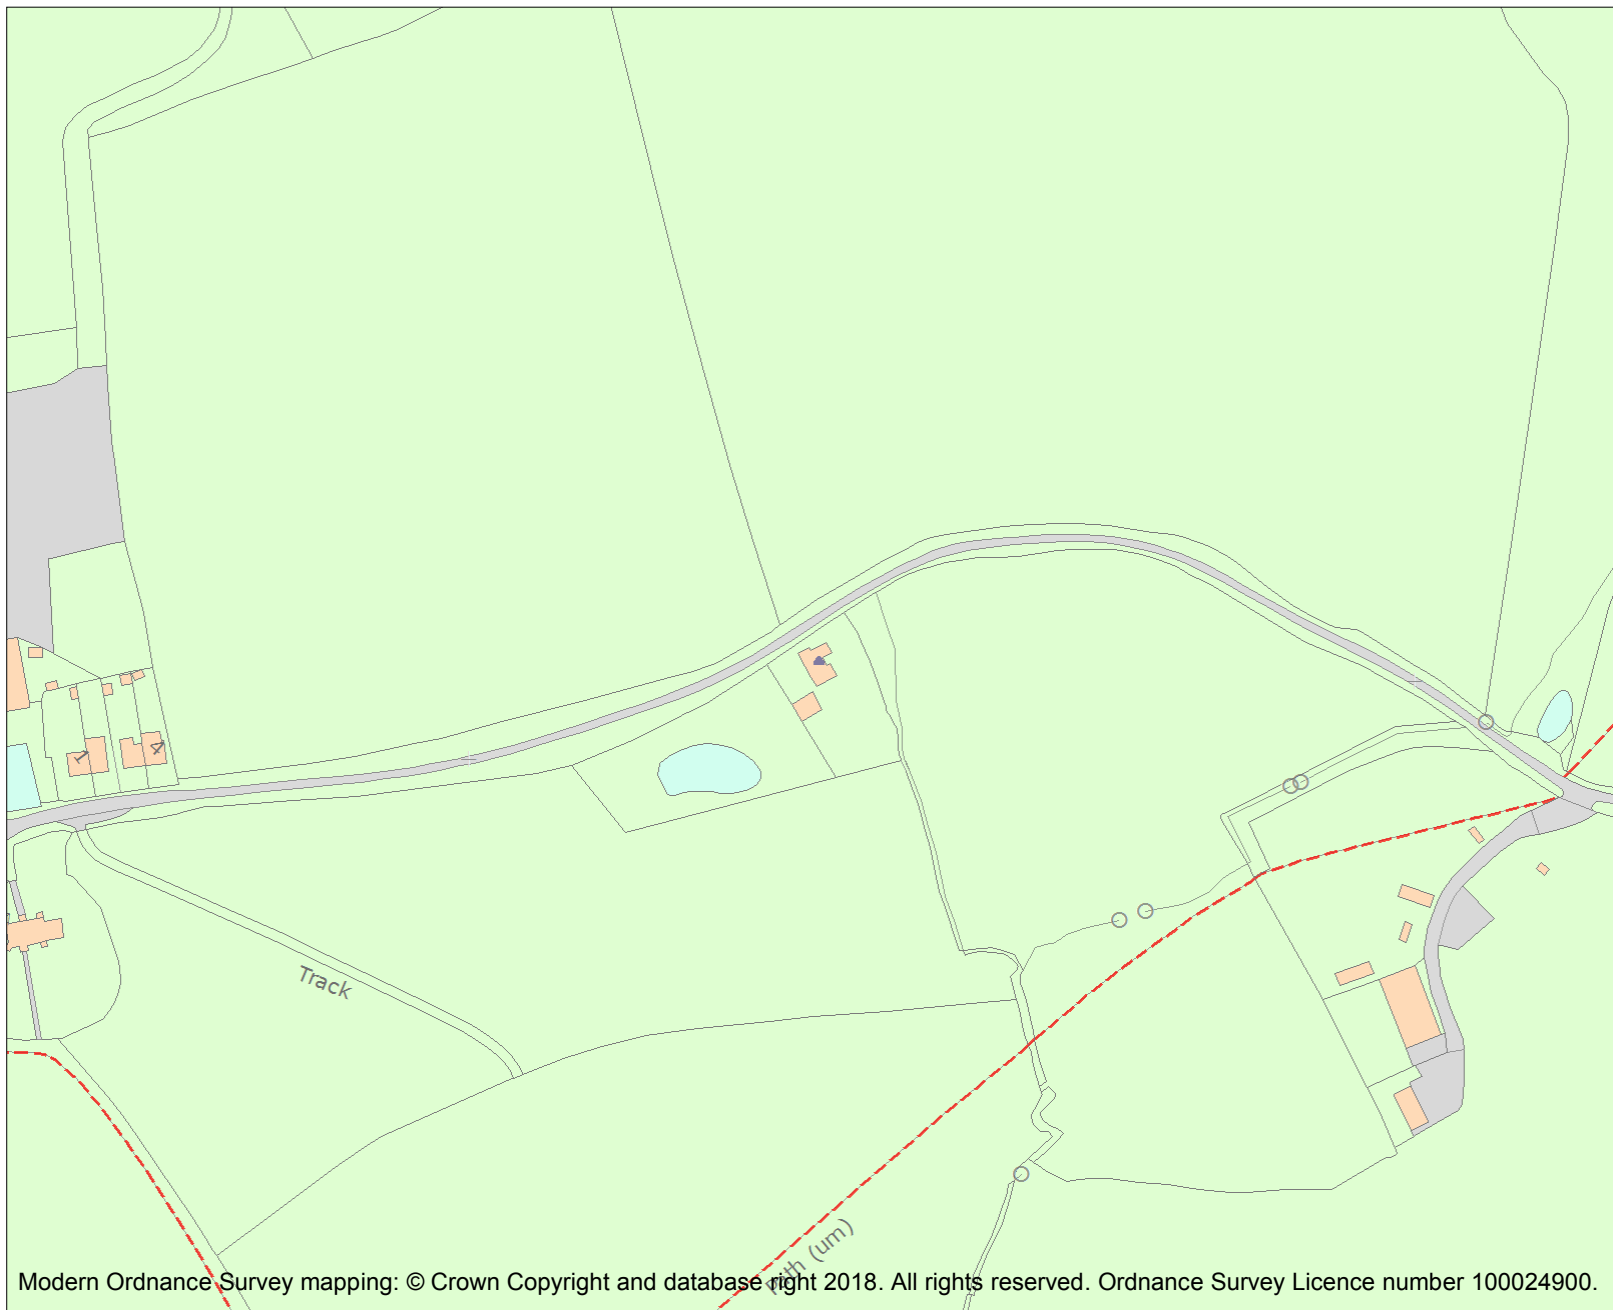 1
4
Track
Path (um)
Modern Ordnance Survey mapping: © Crown Copyright and database right 2018. All rights reserved. Ordnance Survey Licence number 100024900.